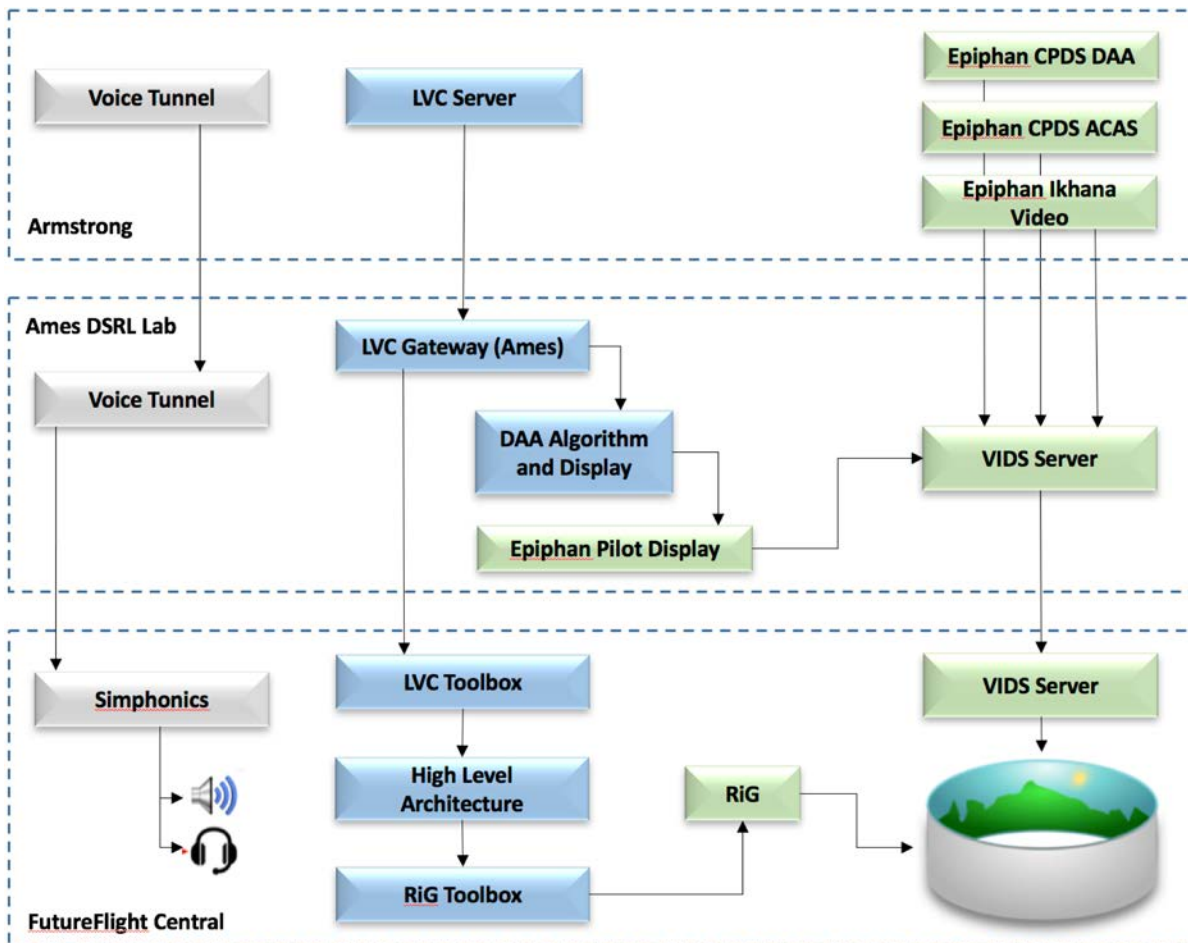 Voice Tunnel
LVC Server
Epiphan CPDS DAA
Epiphan CPDS ACAS
Epiphan Ikhana
Video
Armstrong
Ames DSRL Lab
LVC Gateway (Ames)
Voice Tunnel
DAA Algorithm
and Display
VIDS Server
Epiphan Pilot Display
Simphonics
LVC Toolbox
VIDS Server
High Level
Architecture
RiG
RiG Toolbox
FutureFlight Central